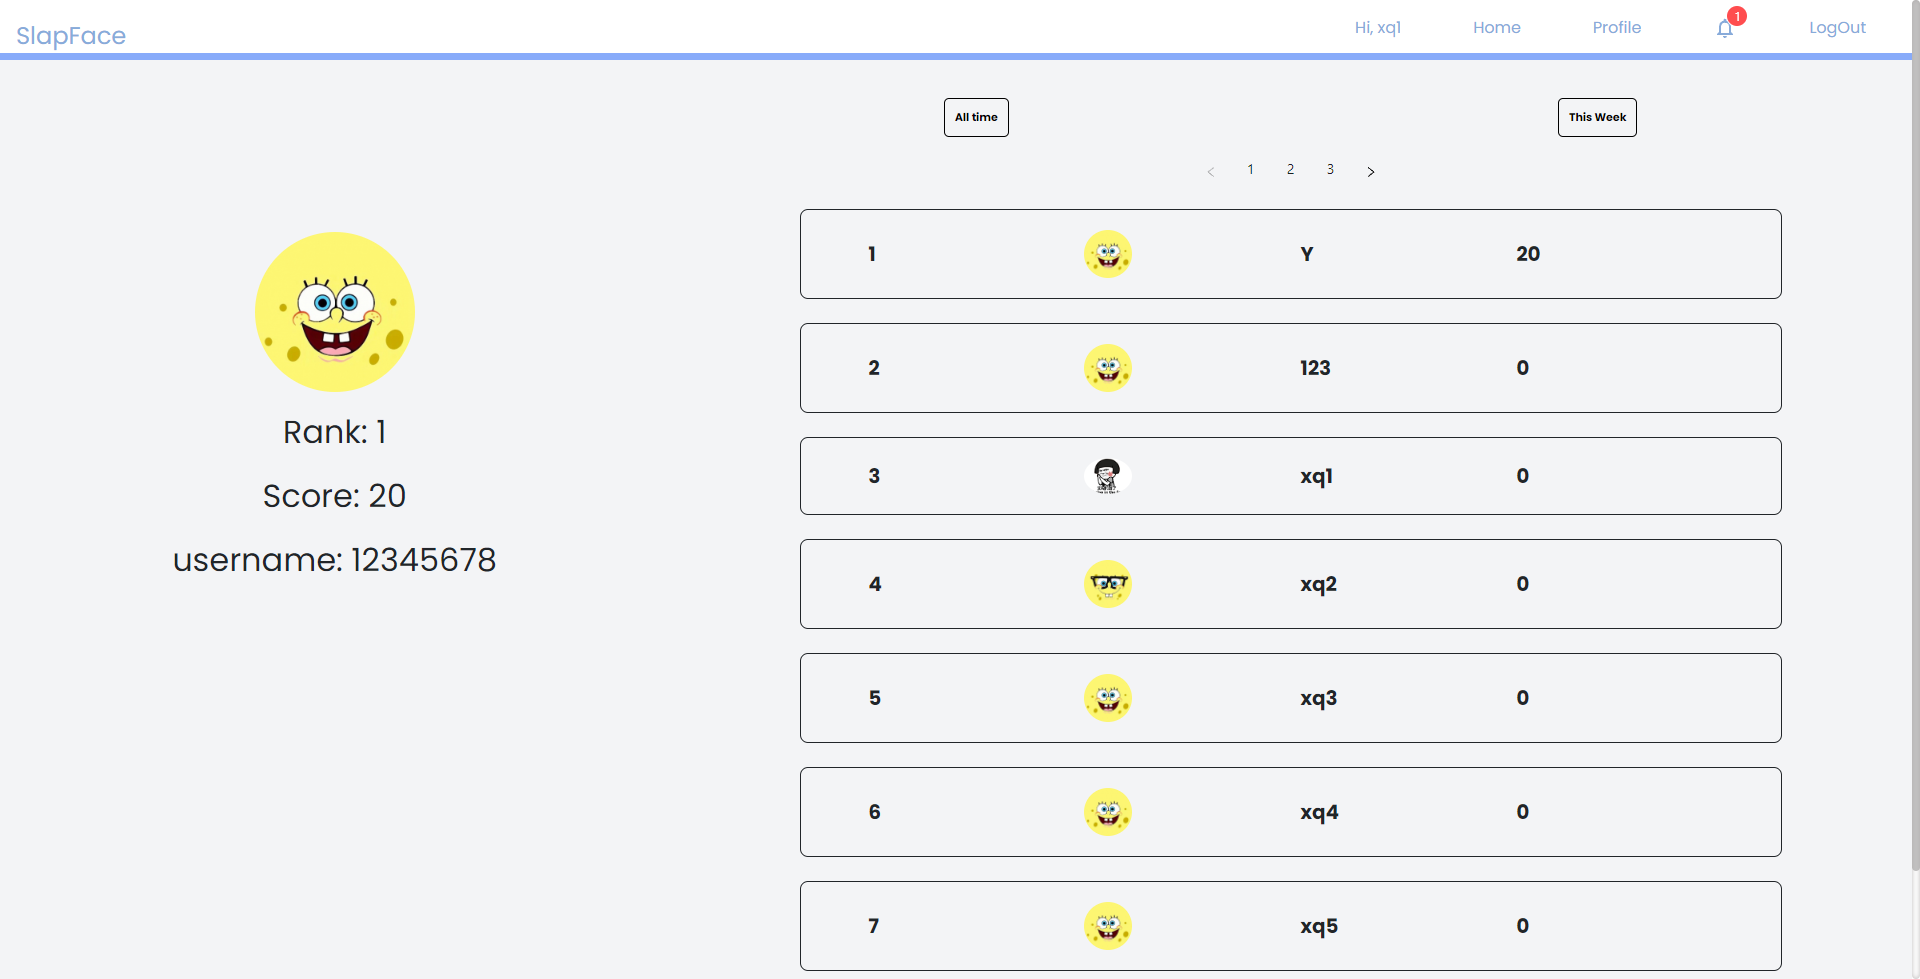 SlapFace
Hi, xq1
Home
Profile
1
LogOut
All time
This Week
< 1 2 3 >
Rank: 1
Score: 20
username: 12345678
1 Y 20
2 123 0
3 xq1 0
4 xq2 0
5 xq3 0
6 xq4 0
7 xq5 0